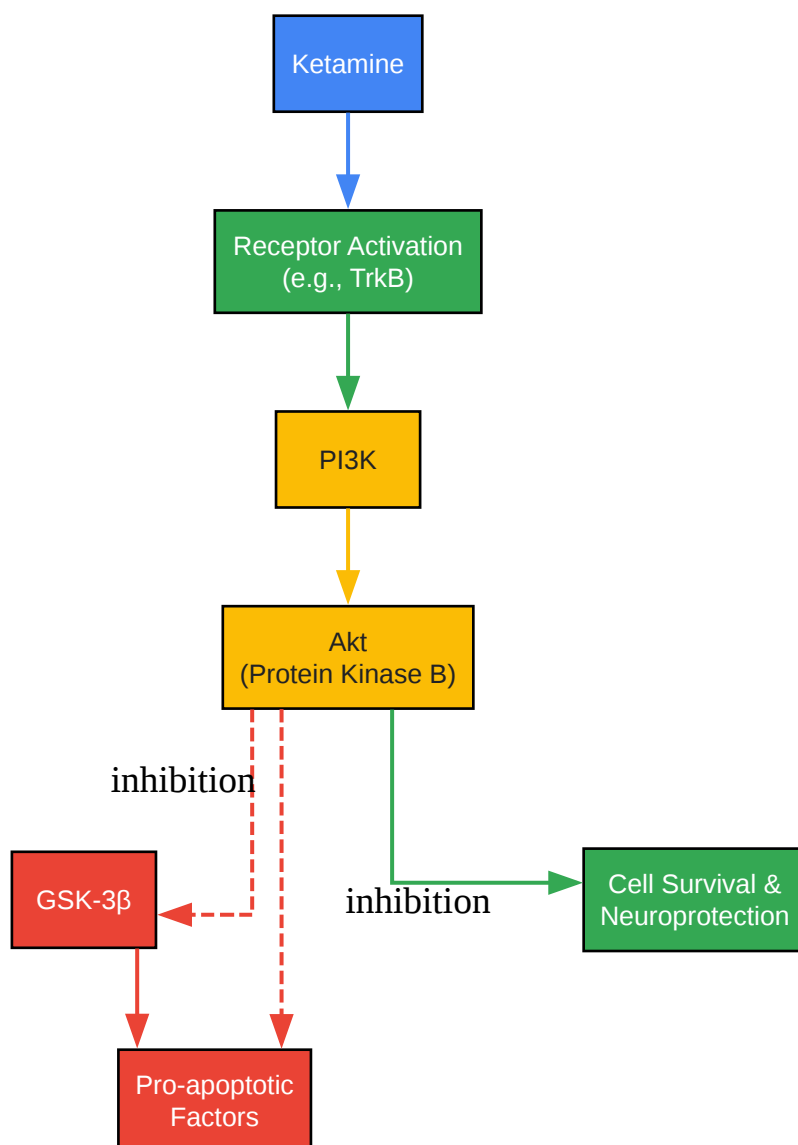 Ketamine
Receptor Activation
(e.g., TrkB)
PI3K
Akt
(Protein Kinase B)
inhibition
GSK-3β
inhibition
Cell Survival &
Neuroprotection
Pro-apoptotic
Factors